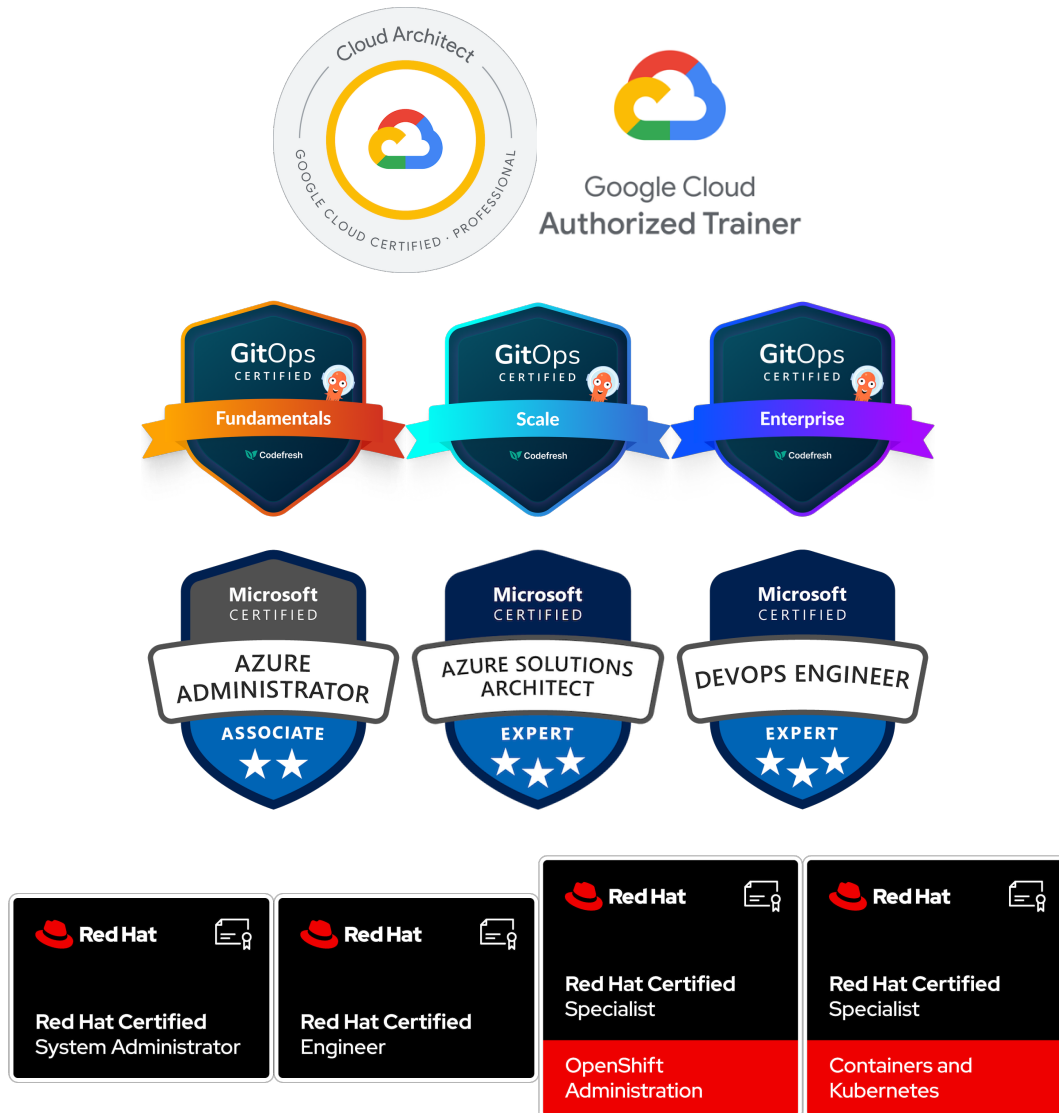 Cloud Architect
GOOGLE CLOUD CERTIFIED · PROFESSIONAL
Google Cloud
Authorized Trainer
GitOps
CERTIFIED
Fundamentals
Codefresh
GitOps
CERTIFIED
Scale
Codefresh
GitOps
CERTIFIED
Enterprise
Codefresh
Microsoft
CERTIFIED
AZURE
ADMINISTRATOR
ASSOCIATE
Microsoft
CERTIFIED
AZURE SOLUTIONS
ARCHITECT
EXPERT
Microsoft
CERTIFIED
DEVOPS ENGINEER
EXPERT
Red Hat
Red Hat Certified
System Administrator
Red Hat
Red Hat Certified
Engineer
Red Hat
Red Hat Certified
Specialist
OpenShift
Administration
Red Hat
Red Hat Certified
Specialist
Containers and
Kubernetes